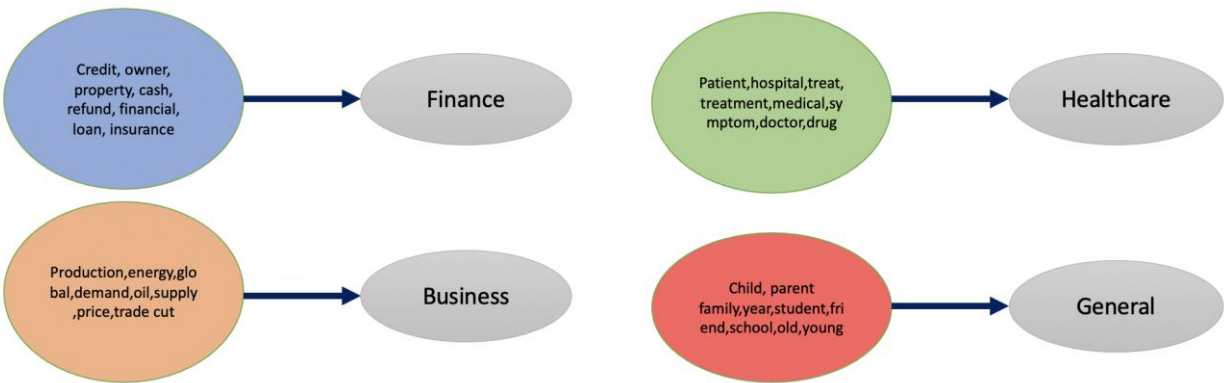 Credit, owner,
property, cash,
refund, financial,
loan, insurance
Finance
Patient,hospital,treat,
treatment,medical,sy
mptom,doctor,drug
Healthcare
Production,energy,glo
bal,demand,oil,supply
,price,trade cut
Business
Child, parent
family,year,student,fri
end,school,old,young
General